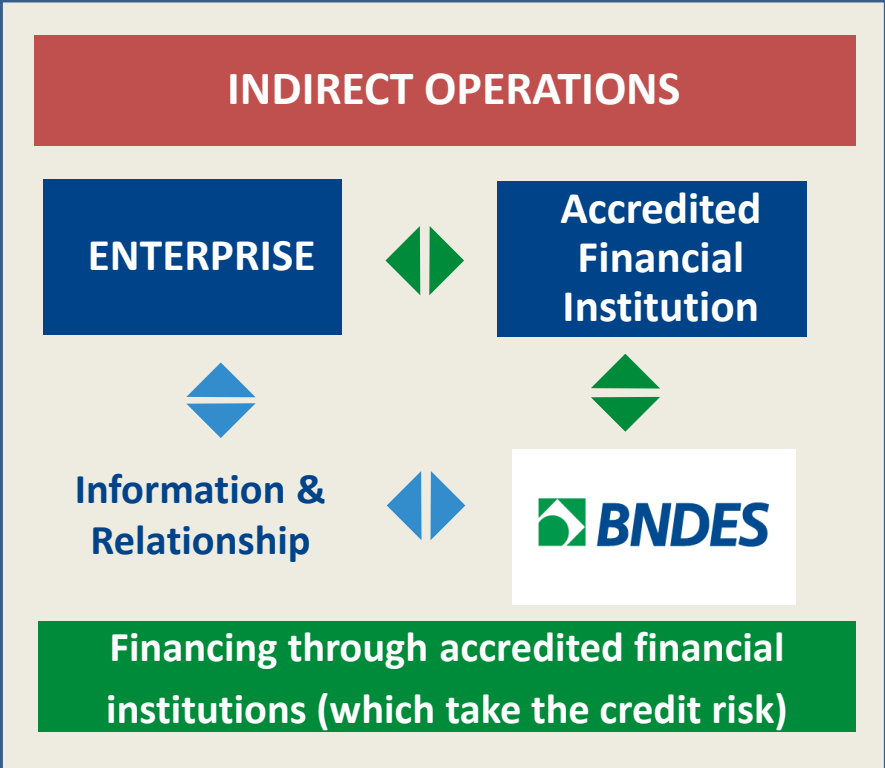 INDIRECT OPERATIONS
ENTERPRISE
Accredited
Financial
Institution
Information &
Relationship
BNDES
Financing through accredited financial
institutions (which take the credit risk)